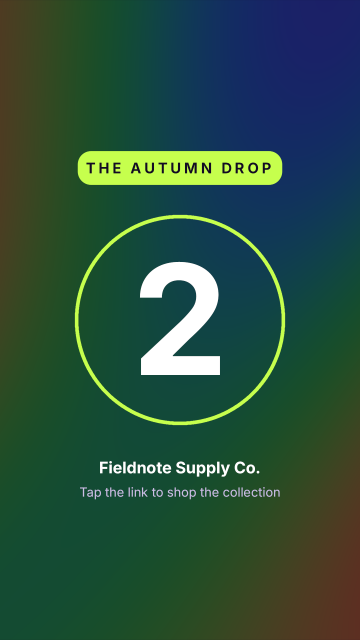 THE AUTUMN DROP
2
Fieldnote Supply Co.
Tap the link to shop the collection